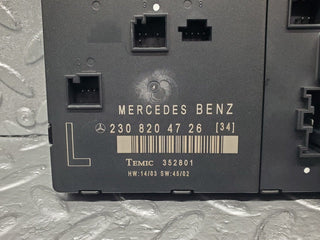 MERCEDES BENZ
230 820 47 26 [34]
L
TEMIC 352801
HW:14/03 SW:45/02